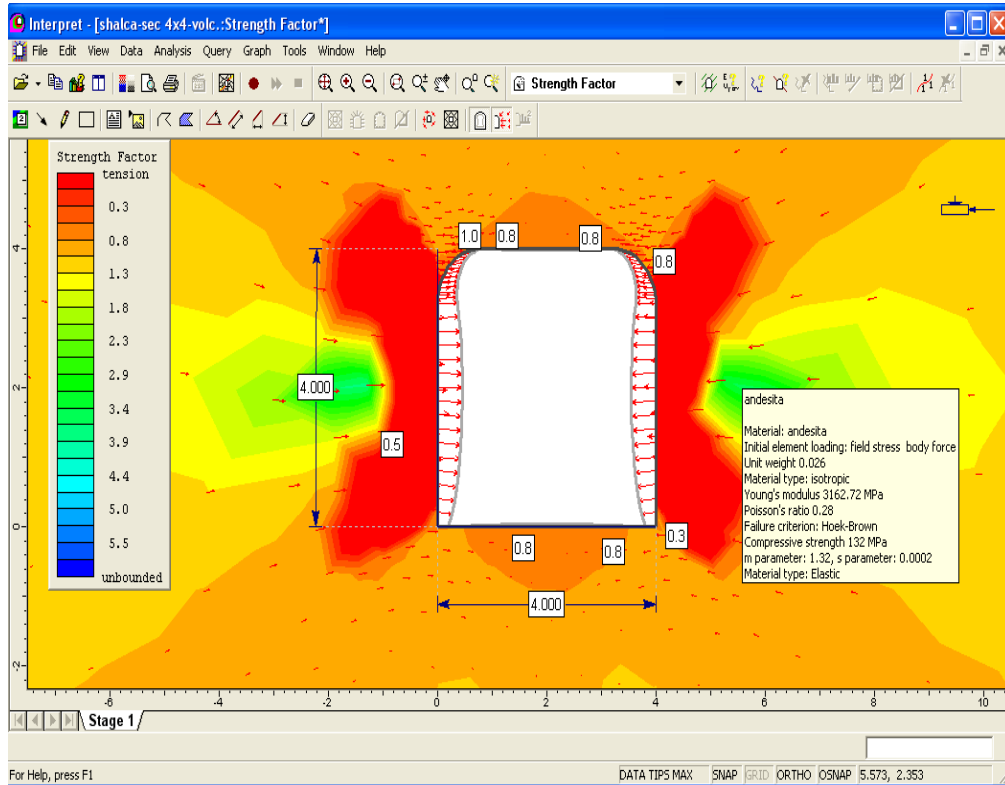 Interpret - [shalca-sec 4x4-volc.:Strength Factor*]
File Edit View Data Analysis Query Graph Tools Window Help
Strength Factor
Strength Factor
tension
0.3
0.8
1.3
1.8
2.3
2.9
3.4
3.9
4.4
5.0
5.5
unbounded
1.0
0.8
0.8
0.8
4.000
0.5
0.3
0.8
0.8
4.000
andesita
Material: andesita
Initial element loading: field stress body force
Unit weight 0.026
Material type: isotropic
Young's modulus 3162.72 MPa
Poisson's ratio 0.28
Failure criterion: Hoek-Brown
Compressive strength 132 MPa
m parameter: 1.32, s parameter: 0.0002
Material type: Elastic
4
2
0
-2
-6 -4 -2 0 2 4 6 8 10
Stage 1
For Help, press F1
DATA TIPS MAX SNAP GRID ORTHO OSNAP 5.573, 2.353